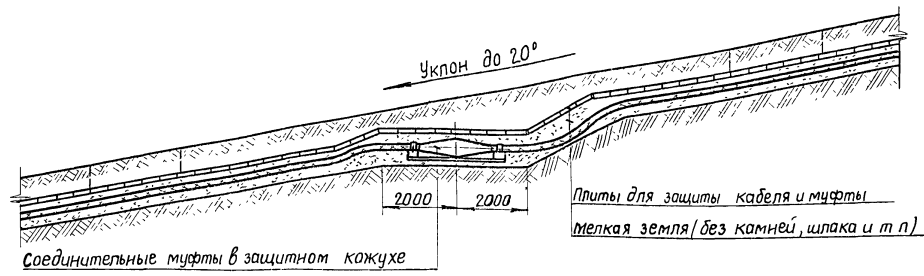 Уклон до 20°
2000
2000
Плиты для защиты кабеля и муфты
Мелкая земля (без камней, шлака и т п)
Соединительные муфты в защитном кожухе